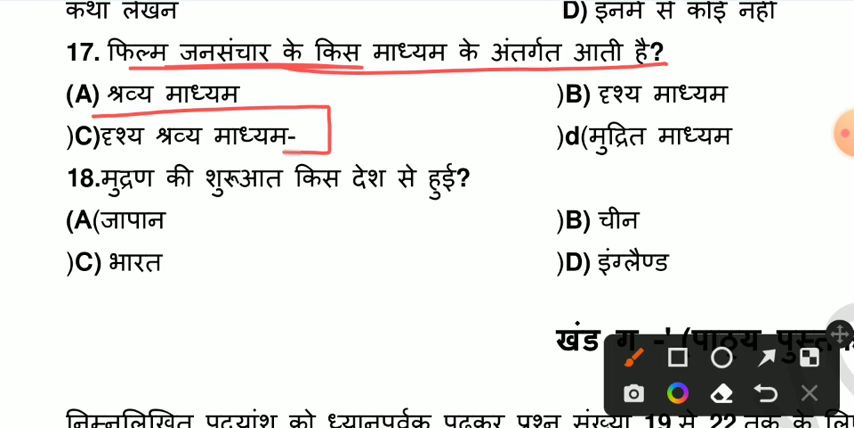 कथा लेखन D) इनमें से कोई नहीं
17. फिल्म जनसंचार के किस माध्यम के अंतर्गत आती है?
(A) श्रव्य माध्यम )B) दृश्य माध्यम
)C)दृश्य श्रव्य माध्यम- )d(मुद्रित माध्यम
18.मुद्रण की शुरूआत किस देश से हुई?
(A(जापान )B) चीन
)C) भारत )D) इंग्लैण्ड
खंड ग -' (पाठ्य
निम्नलिखित पद्यांश को ध्यानपूर्वक पढ़कर प्रश्न संख्या 19 से 22 तक के